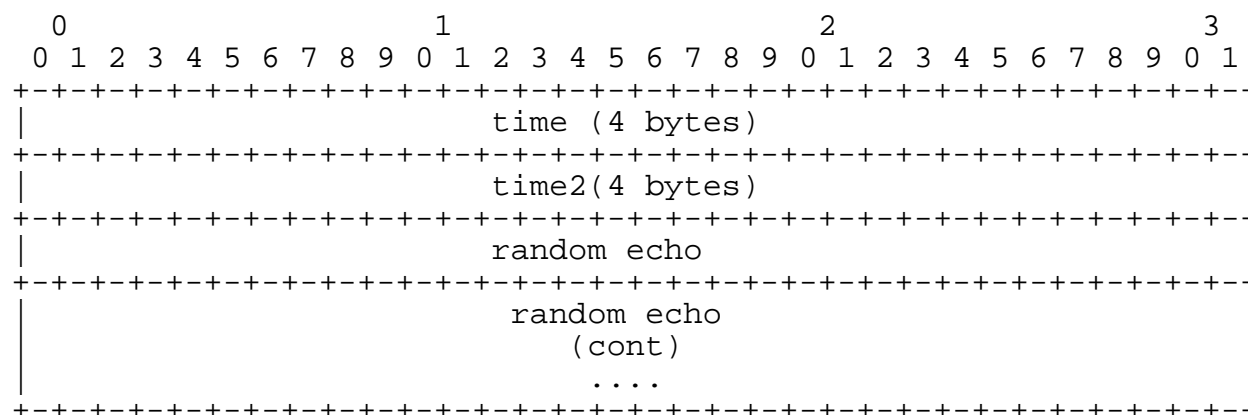 0                   1                   2                   3
0 1 2 3 4 5 6 7 8 9 0 1 2 3 4 5 6 7 8 9 0 1 2 3 4 5 6 7 8 9 0 1
+-+-+-+-+-+-+-+-+-+-+-+-+-+-+-+-+-+-+-+-+-+-+-+-+-+-+-+-+-+-+-+--
|                        time (4 bytes)
+-+-+-+-+-+-+-+-+-+-+-+-+-+-+-+-+-+-+-+-+-+-+-+-+-+-+-+-+-+-+-+--
|                        time2(4 bytes)
+-+-+-+-+-+-+-+-+-+-+-+-+-+-+-+-+-+-+-+-+-+-+-+-+-+-+-+-+-+-+-+--
|                        random echo
+-+-+-+-+-+-+-+-+-+-+-+-+-+-+-+-+-+-+-+-+-+-+-+-+-+-+-+-+-+-+-+--
|                         random echo
|                            (cont)
|                             ....
+-+-+-+-+-+-+-+-+-+-+-+-+-+-+-+-+-+-+-+-+-+-+-+-+-+-+-+-+-+-+-+--